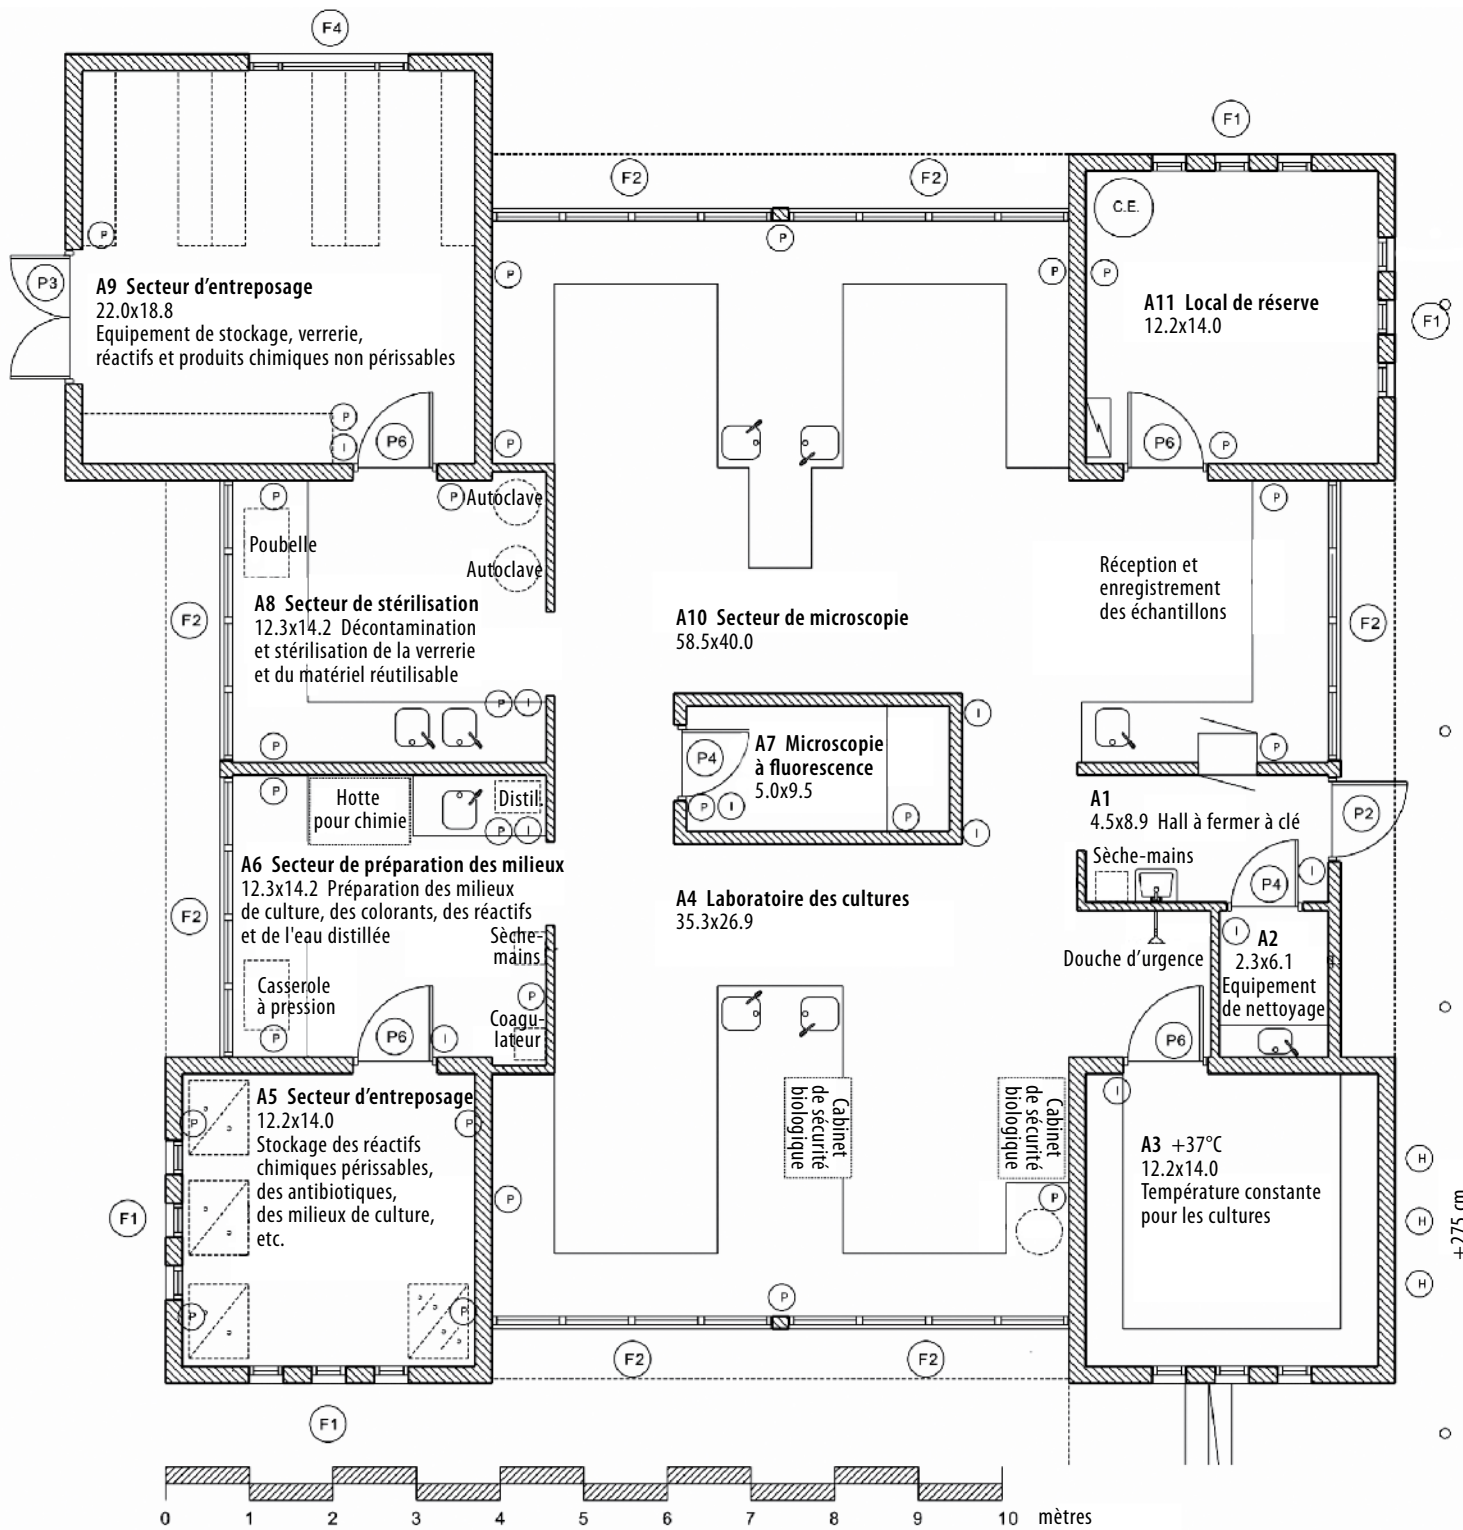 F4
F1
F2
F2
C.E.
P
P
P
P
P3
P
F1
A9 Secteur d'entreposage
22.0x18.8
Equipement de stockage, verrerie,
réactifs et produits chimiques non périssables
A11 Local de réserve
12.2x14.0
P
I
P6
P
P6
P
P
P
Autoclave
P
Poubelle
Autoclave
Réception et
enregistrement
des échantillons
A8 Secteur de stérilisation
12.3x14.2 Décontamination
et stérilisation de la verrerie
et du matériel réutilisable
F2
A10 Secteur de microscopie
58.5x40.0
F2
P
I
I
P
P
A7 Microscopie
à fluorescence
5.0x9.5
P4
P
I
P
I
P
Hotte
pour chimie
Distil.
P
I
A1
4.5x8.9 Hall à fermer à clé
P2
Sèche-mains
P4
I
A6 Secteur de préparation des milieux
12.3x14.2 Préparation des milieux
de culture, des colorants, des réactifs
et de l'eau distillée
F2
A4 Laboratoire des cultures
35.3x26.9
Sèche-
mains
Douche d'urgence
I
A2
2.3x6.1
Equipement
de nettoyage
Casserole
à pression
P
P6
I
P
Coagu-
lateur
P6
A5 Secteur d'entreposage
12.2x14.0
Stockage des réactifs
chimiques périssables,
des antibiotiques,
des milieux de culture,
etc.
P
P
P
P
F1
Cabinet
de sécurité
biologique
Cabinet
de sécurité
biologique
P
P
I
A3 +37°C
12.2x14.0
Température constante
pour les cultures
H
H
H
+275 cm
P
F2
F2
F1
0 1 2 3 4 5 6 7 8 9 10 mètres